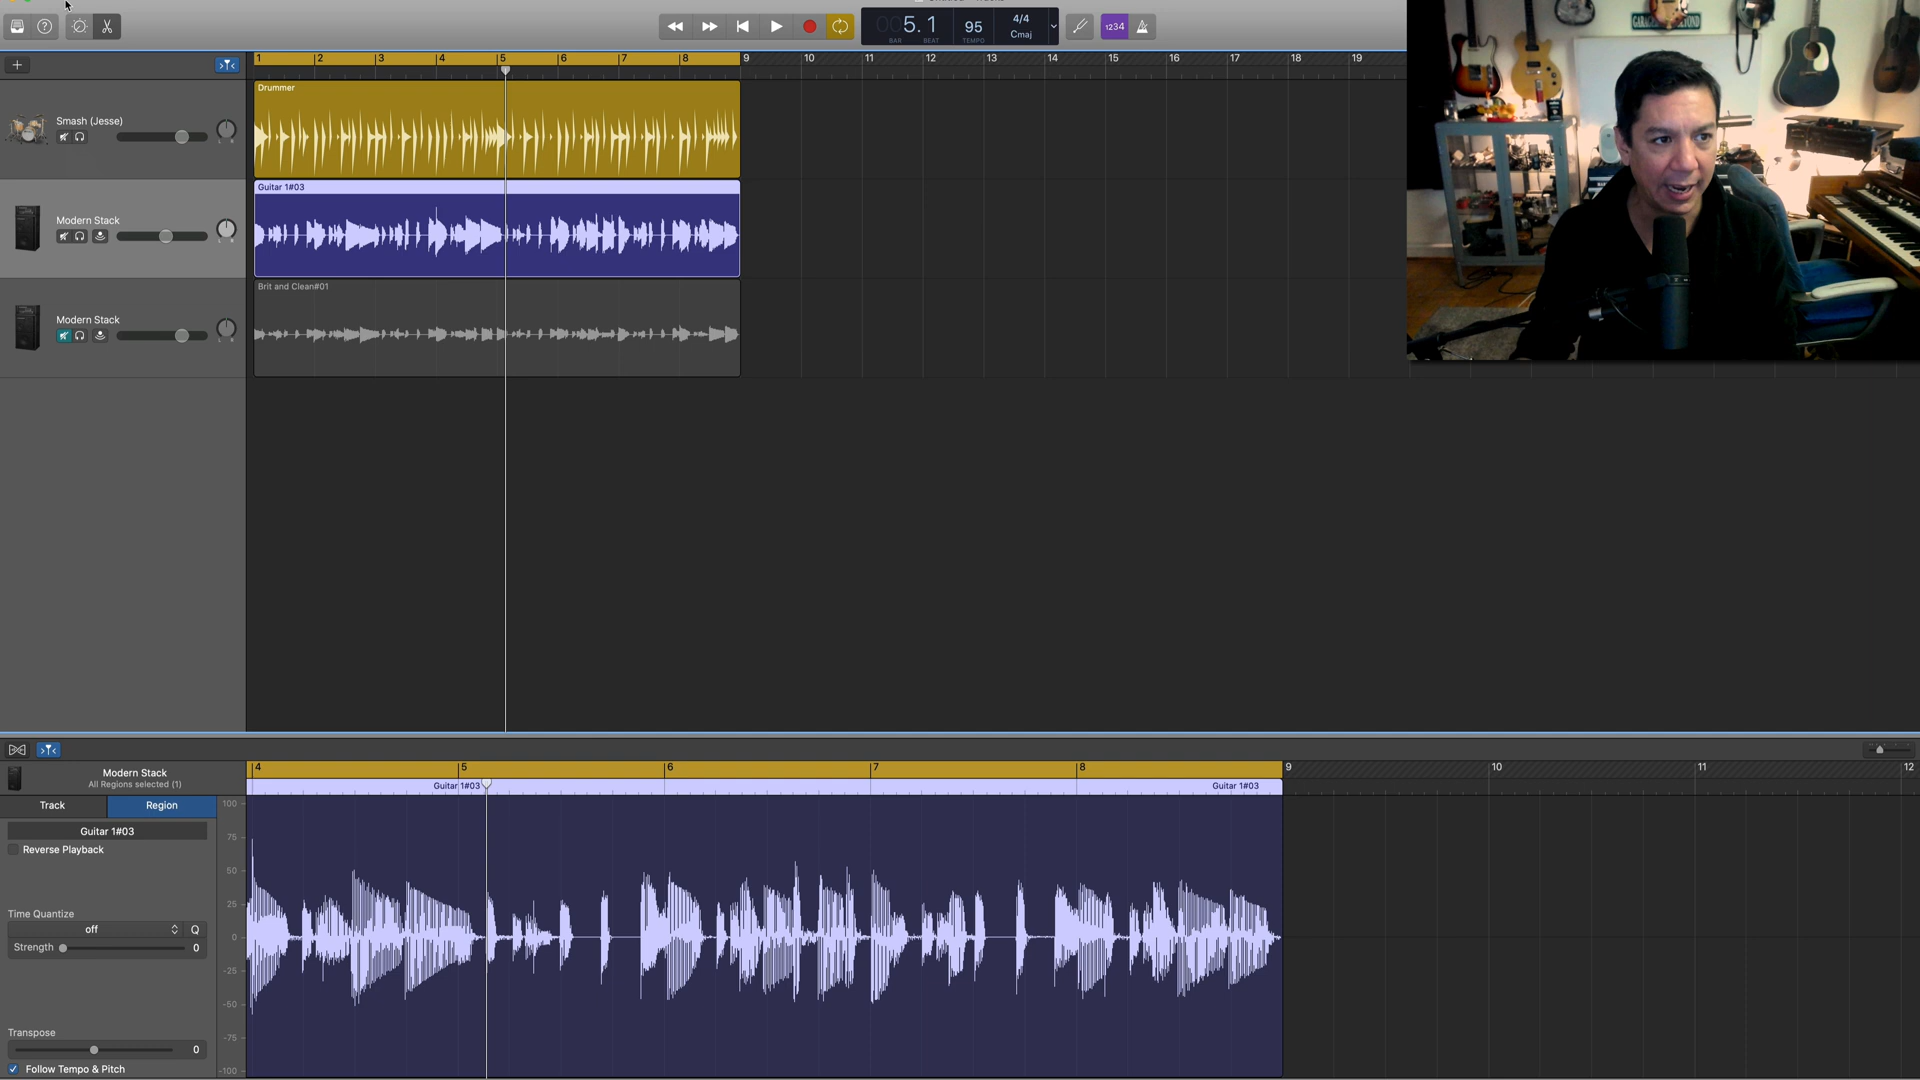 5.1
BAR
BEAT
95
TEMPO
4/4
Cmaj
1234
1
2
3
4
5
6
7
8
9
10
11
12
13
14
15
16
17
18
19
Smash (Jesse)
L R
Drummer
Modern Stack
L R
Guitar 1#03
Modern Stack
L R
Brit and Clean#01
Modern Stack
All Regions selected (1)
Track
Region
Guitar 1#03
Reverse Playback
Time Quantize
off
Q
Strength
0
Transpose
0
Follow Tempo & Pitch
4
5
6
7
8
9
10
11
12
Guitar 1#03
Guitar 1#03
100
75
50
25
0
-25
-50
-75
-100